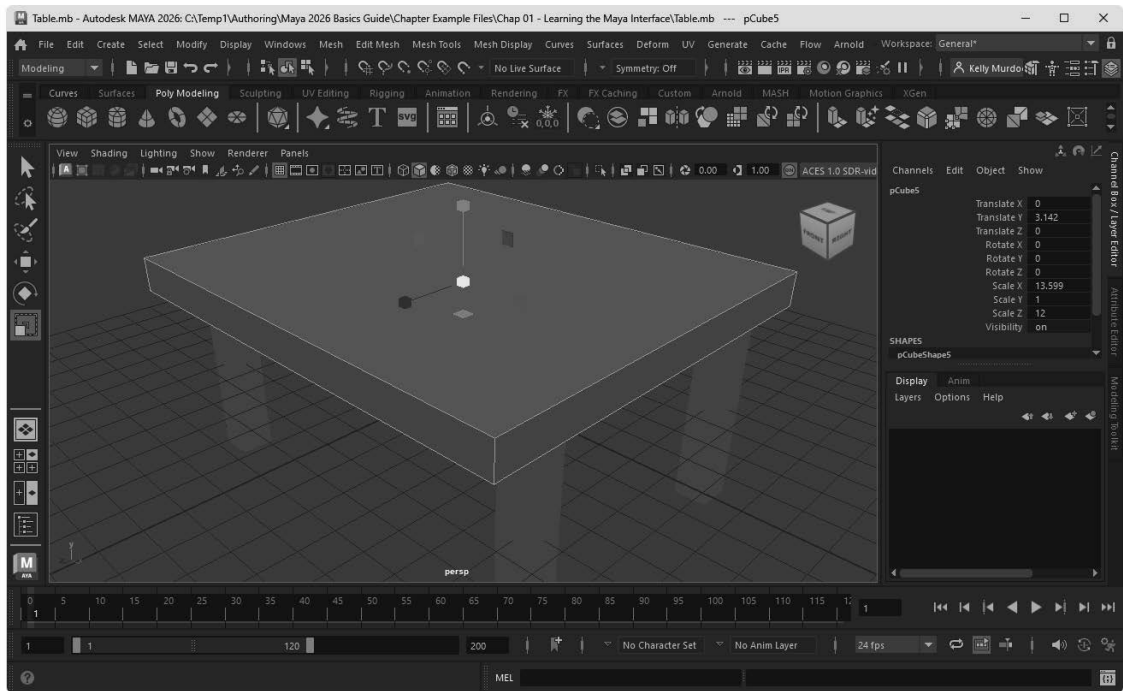 Table.mb - Autodesk MAYA 2026: C:\Temp1\Authoring\Maya 2026 Basics Guide\Chapter Example Files\Chap 01 - Learning the Maya Interface\Table.mb --- pCube5
File Edit Create Select Modify Display Windows Mesh Edit Mesh Mesh Tools Mesh Display Curves Surfaces Deform UV Generate Cache Flow Arnold Workspace: General*
Modeling No Live Surface Symmetry: Off IPR Kelly Murdo
Curves Surfaces Poly Modeling Sculpting UV Editing Rigging Animation Rendering FX FX Caching Custom Arnold MASH Motion Graphics XGen
T SVG 0,0,0
View Shading Lighting Show Renderer Panels
0.00 1.00 ACES 1.0 SDR-vid
FRONT RIGHT
y
persp
Channels Edit Object Show
pCube5
Translate X 0
Translate Y 3.142
Translate Z 0
Rotate X 0
Rotate Y 0
Rotate Z 0
Scale X 13.599
Scale Y 1
Scale Z 12
Visibility on
SHAPES
pCubeShape5
Display Anim
Layers Options Help
Channel Box / Layer Editor
Attribute Editor
Modeling Toolkit
M
AYA
0 5 10 15 20 25 30 35 40 45 50 55 60 65 70 75 80 85 90 95 100 105 110 115 12
1 1
1 1 120 200 No Character Set No Anim Layer 24 fps
MEL